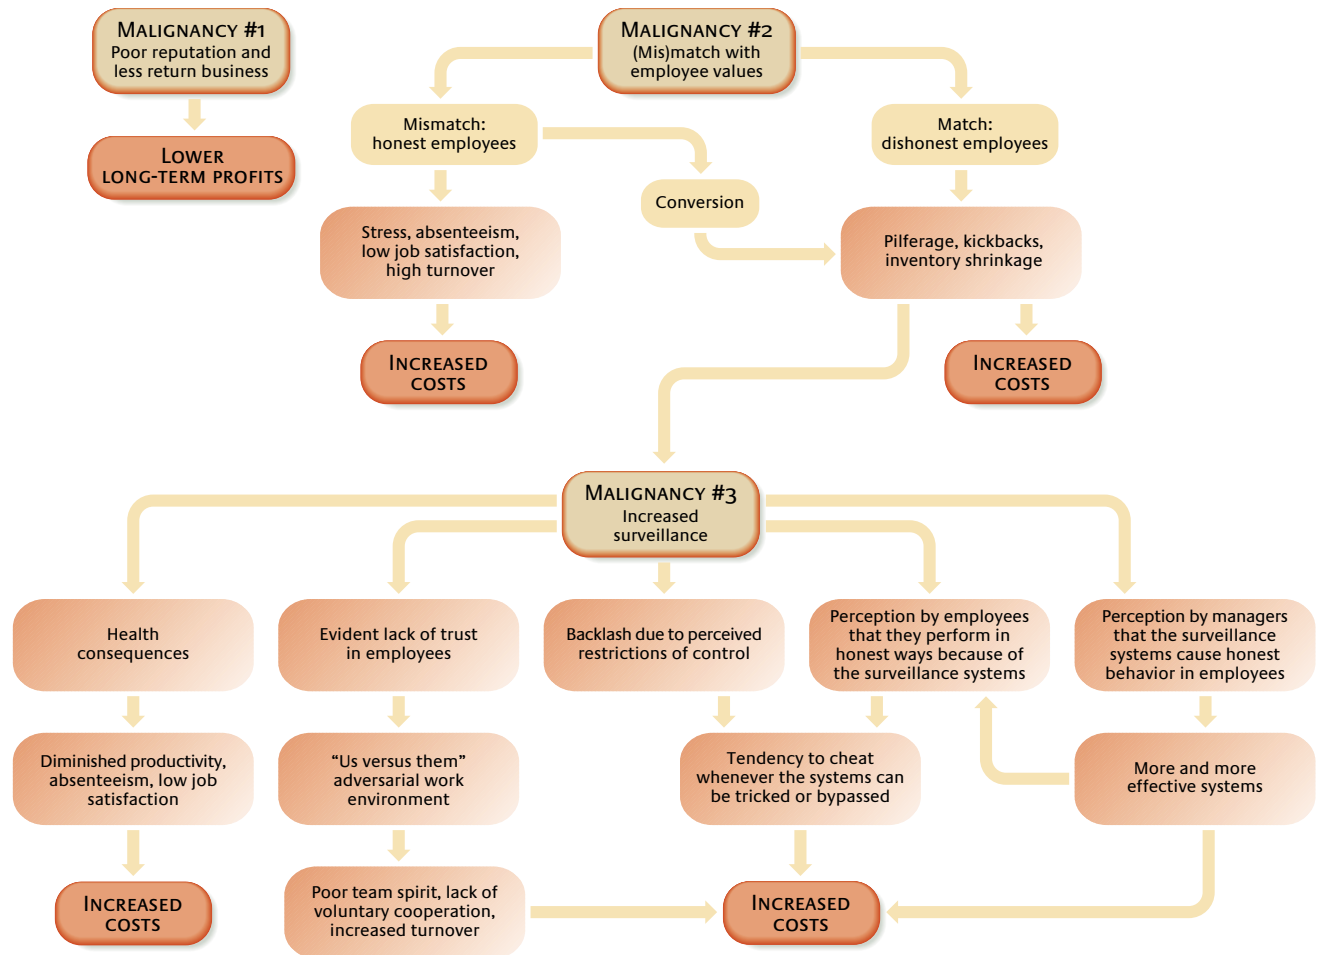 MALIGNANCY #1
Poor reputation and
less return business
LOWER
LONG-TERM PROFITS
MALIGNANCY #2
(Mis)match with
employee values
Mismatch:
honest employees
Match:
dishonest employees
Conversion
Stress, absenteeism,
low job satisfaction,
high turnover
Pilferage, kickbacks,
inventory shrinkage
INCREASED
COSTS
INCREASED
COSTS
MALIGNANCY #3
Increased
surveillance
Health
consequences
Evident lack of trust
in employees
Backlash due to perceived
restrictions of control
Perception by employees
that they perform in
honest ways because of
the surveillance systems
Perception by managers
that the surveillance
systems cause honest
behavior in employees
Diminished productivity,
absenteeism, low job
satisfaction
“Us versus them”
adversarial work
environment
Tendency to cheat
whenever the systems can
be tricked or bypassed
More and more
effective systems
INCREASED
COSTS
Poor team spirit, lack of
voluntary cooperation,
increased turnover
INCREASED
COSTS